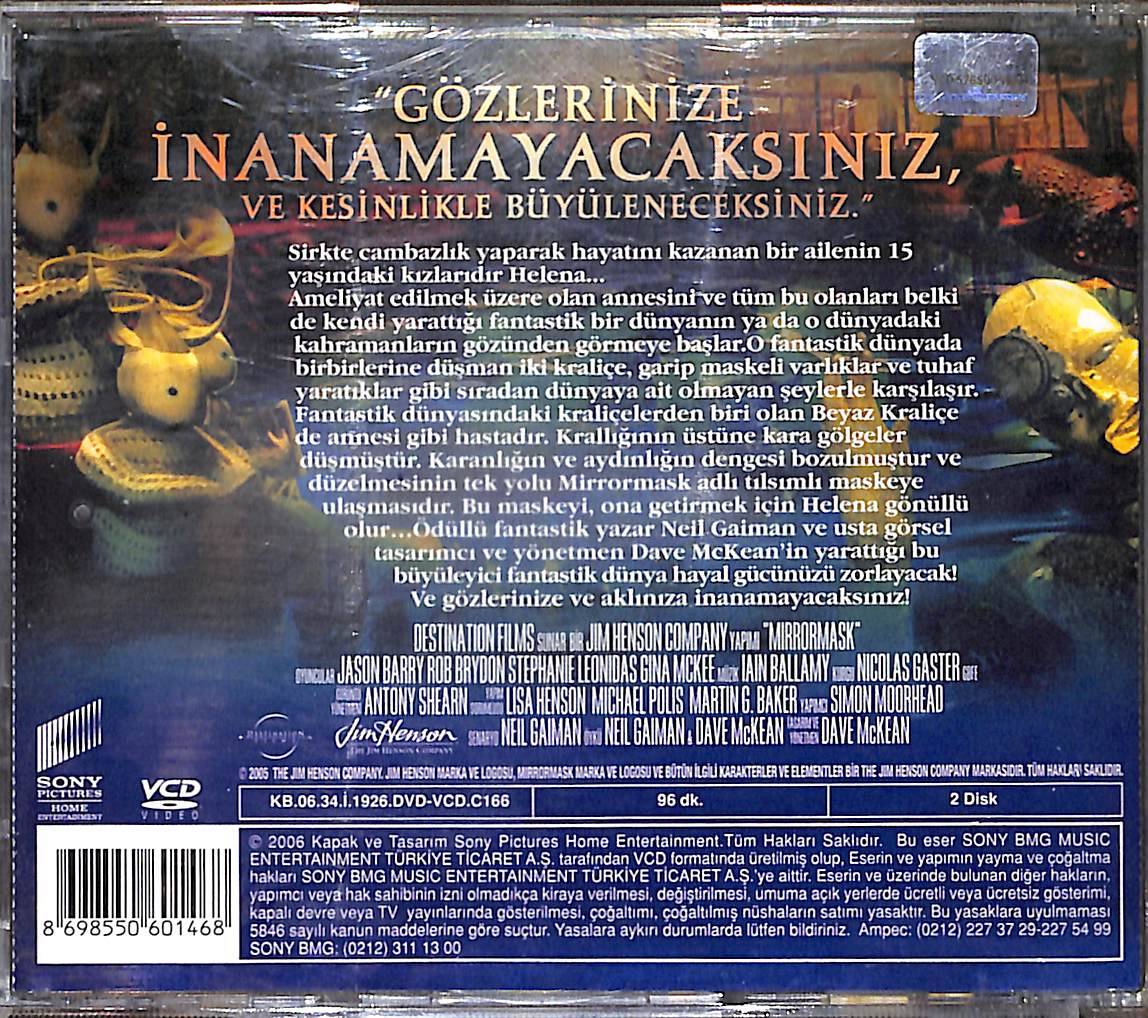 "GÖZLERİNİZE
İNANAMAYACAKSINIZ,
VE KESİNLİKLE BÜYÜLENECEKSİNİZ."
Sirkte cambazlık yaparak hayatını kazanan bir ailenin 15
yaşındaki kızlarıdır Helena...
Ameliyat edilmek üzere olan annesini ve tüm bu olanları belki
de kendi yarattığı fantastik bir dünyanın ya da o dünyadaki
kahramanların gözünden görmeye başlar.O fantastik dünyada
birbirlerine düşman iki kraliçe, garip maskeli varlıklar ve tuhaf
yaratıklar gibi sıradan dünyaya ait olmayan şeylerle karşılaşır.
Fantastik dünyasındaki kraliçelerden biri olan Beyaz Kraliçe
de annesi gibi hastadır. Krallığının üstüne kara gölgeler
düşmüştür. Karanlığın ve aydınlığın dengesi bozulmuştur ve
düzelmesinin tek yolu Mirrormask adlı tılsımlı maskeye
ulaşmasıdır. Bu maskeyi, ona getirmek için Helena gönüllü
olur...Ödüllü fantastik yazar Neil Gaiman ve usta görsel
tasarımcı ve yönetmen Dave McKean'in yarattığı bu
büyüleyici fantastik dünya hayal gücünüzü zorlayacak!
Ve gözlerinize ve aklınıza inanamayacaksınız!
DESTINATION FILMS SUNAR BİR JIM HENSON COMPANY YAPIMI "MIRRORMASK"
OYUNCULAR JASON BARRY ROB BRYDON STEPHANIE LEONIDAS GINA MCKEE MÜZİK IAIN BALLAMY KURGU NICOLAS GASTER
GÖRÜNTÜ YÖNETMENİ ANTONY SHEARN YAPIM LISA HENSON MICHAEL POLIS MARTIN G. BAKER YAPIMCI SIMON MOORHEAD
SENARYO NEIL GAIMAN ÖYKÜ NEIL GAIMAN & DAVE McKEAN TASARIM VE YÖNETMEN DAVE McKEAN
Jim Henson
THE JIM HENSON COMPANY
© 2005 THE JIM HENSON COMPANY. JIM HENSON MARKA VE LOGOSU, MIRRORMASK MARKA VE LOGOSU VE BÜTÜN İLGİLİ KARAKTERLER VE ELEMENTLER BİR THE JIM HENSON COMPANY MARKASIDIR. TÜM HAKLARI SAKLIDIR.
SONY
PICTURES
HOME
ENTERTAINMENT
VCD
VIDEO
KB.06.34.İ.1926.DVD-VCD.C166 96 dk. 2 Disk
© 2006 Kapak ve Tasarım Sony Pictures Home Entertainment.Tüm Hakları Saklıdır. Bu eser SONY BMG MUSIC
ENTERTAINMENT TÜRKİYE TİCARET A.Ş. tarafından VCD formatında üretilmiş olup, Eserin ve yapımın yayma ve çoğaltma
hakları SONY BMG MUSIC ENTERTAINMENT TÜRKİYE TİCARET A.Ş.'ye aittir. Eserin ve üzerinde bulunan diğer hakların,
yapımcı veya hak sahibinin izni olmadıkça kiraya verilmesi, değiştirilmesi, umuma açık yerlerde ücretli veya ücretsiz gösterimi,
kapalı devre veya TV yayınlarında gösterilmesi, çoğaltımı, çoğaltılmış nüshaların satımı yasaktır. Bu yasaklara uyulmaması
5846 sayılı kanun maddelerine göre suçtur. Yasalara aykırı durumlarda lütfen bildiriniz. Ampec: (0212) 227 37 29-227 54 99
SONY BMG: (0212) 311 13 00
8 698550 601468